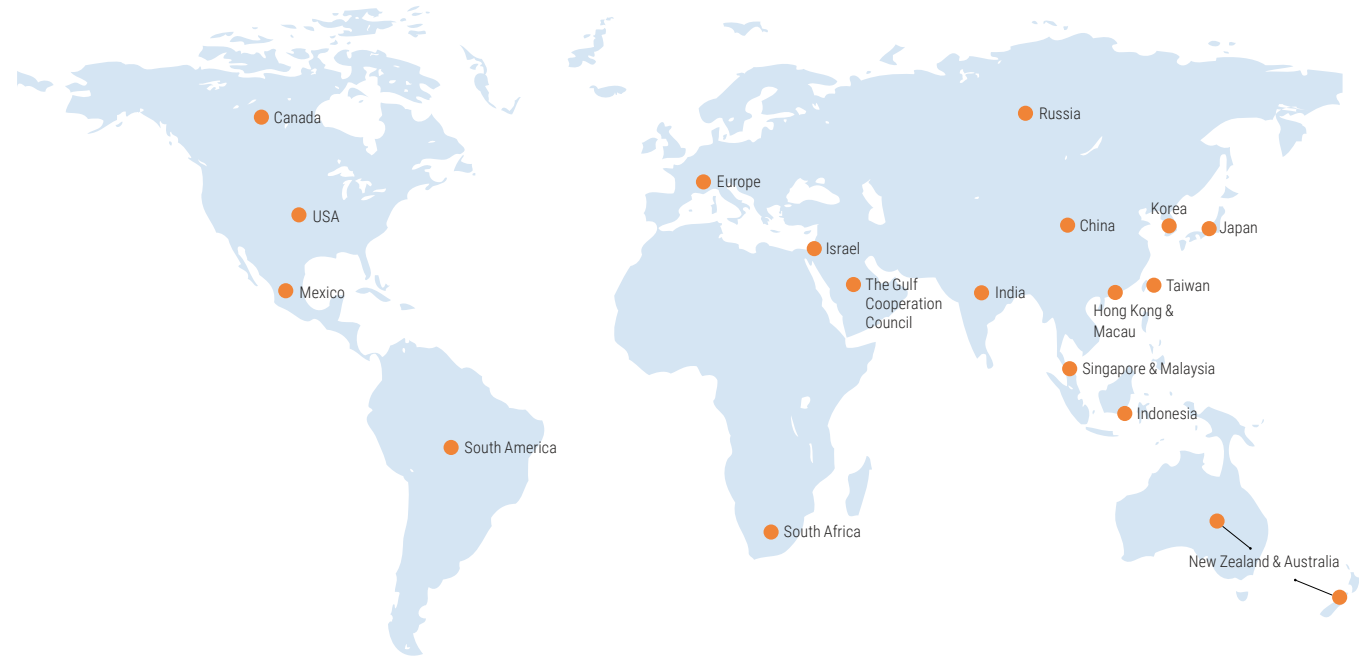 Canada
Russia
Europe
Korea
USA
China
Japan
Israel
The Gulf
Cooperation
Council
Taiwan
Mexico
India
Hong Kong &
Macau
Singapore & Malaysia
Indonesia
South America
South Africa
New Zealand & Australia